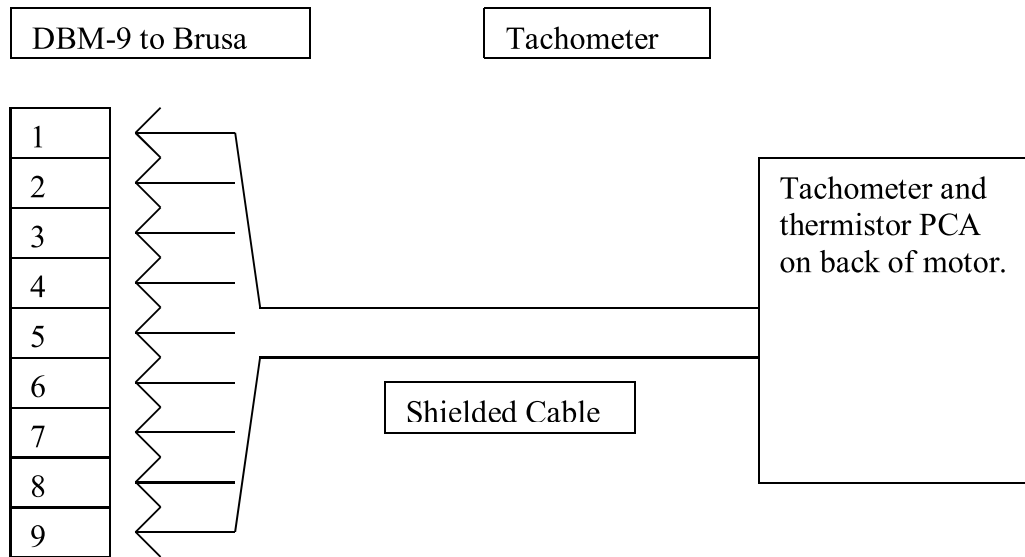 DBM-9 to Brusa
Tachometer
1
2
3
4
5
6
7
8
9
Tachometer and
thermistor PCA
on back of motor.
Shielded Cable